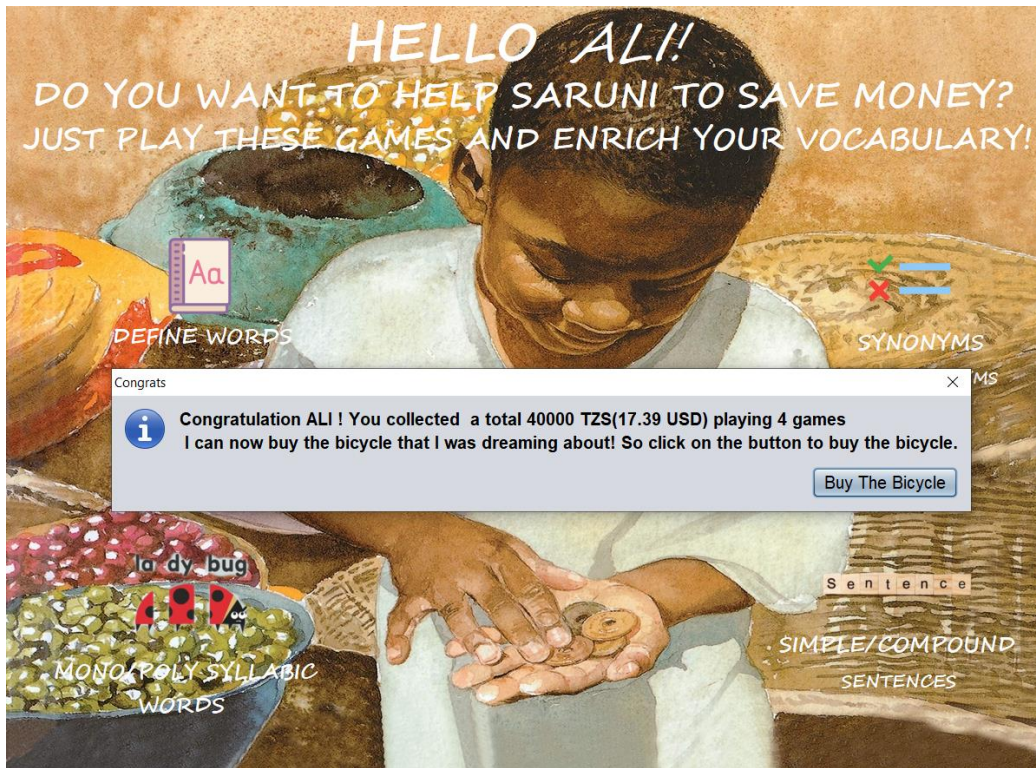 HELLO ALI!
DO YOU WANT TO HELP SARUNI TO SAVE MONEY?
JUST PLAY THESE GAMES AND ENRICH YOUR VOCABULARY!
Aa
DEFINE WORDS
SYNONYMS
MS
Congrats
Congratulation ALI ! You collected a total 40000 TZS(17.39 USD) playing 4 games
I can now buy the bicycle that I was dreaming about! So click on the button to buy the bicycle.
Buy The Bicycle
la dy bug
MONO/POLY SYLLABIC
WORDS
Sentence
SIMPLE/COMPOUND
SENTENCES